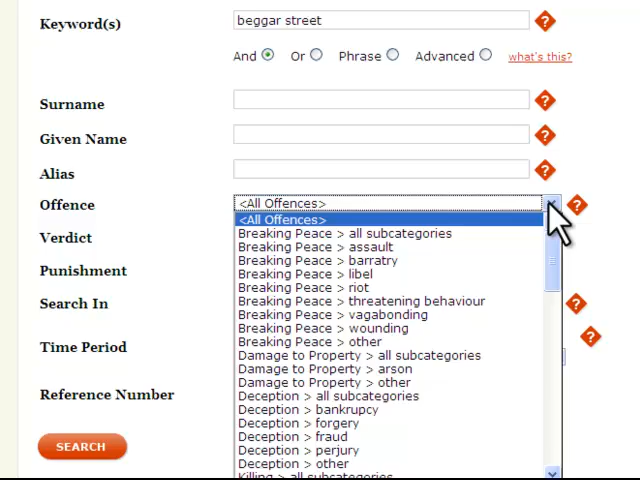 Keyword(s) beggar street ?
And Or Phrase Advanced what's this?
Surname ?
Given Name ?
Alias ?
Offence <All Offences> ?
<All Offences>
Breaking Peace > all subcategories
Verdict
Breaking Peace > assault
Breaking Peace > barratry
Punishment
Breaking Peace > libel
Breaking Peace > riot
Search In ?
Breaking Peace > threatening behaviour
Breaking Peace > vagabonding
Breaking Peace > wounding
?
Breaking Peace > other
Time Period
Damage to Property > all subcategories
Damage to Property > arson
Damage to Property > other
Reference Number
Deception > all subcategories
Deception > bankrupcy
Deception > forgery
Deception > fraud
SEARCH
Deception > perjury
Deception > other
Killing > all subcategories